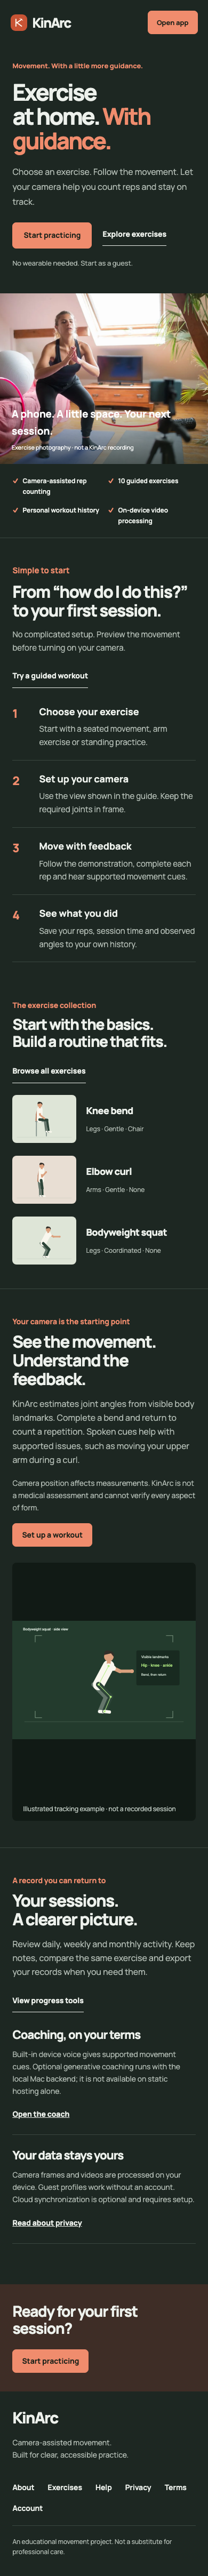 KinArc
Open app
Movement. With a little more guidance.
Exercise
at home. With
guidance.
Choose an exercise. Follow the movement. Let
your camera help you count reps and stay on
track.
Start practicing
Explore exercises
No wearable needed. Start as a guest.
A phone. A little space. Your next
session.
Exercise photography · not a KinArc recording
Camera-assisted rep
counting
10 guided exercises
Personal workout history
On-device video
processing
Simple to start
From “how do I do this?”
to your first session.
No complicated setup. Preview the movement
before turning on your camera.
Try a guided workout
1
Choose your exercise
Start with a seated movement, arm
exercise or standing practice.
2
Set up your camera
Use the view shown in the guide. Keep the
required joints in frame.
3
Move with feedback
Follow the demonstration, complete each
rep and hear supported movement cues.
4
See what you did
Save your reps, session time and observed
angles to your own history.
The exercise collection
Start with the basics.
Build a routine that fits.
Browse all exercises
Knee bend
Legs · Gentle · Chair
Elbow curl
Arms · Gentle · None
Bodyweight squat
Legs · Coordinated · None
Your camera is the starting point
See the movement.
Understand the
feedback.
KinArc estimates joint angles from visible body
landmarks. Complete a bend and return to
count a repetition. Spoken cues help with
supported issues, such as moving your upper
arm during a curl.
Camera position affects measurements. KinArc is not
a medical assessment and cannot verify every aspect
of form.
Set up a workout
Bodyweight squat · side view
Visible landmarks
Hip · knee · ankle
Bend, then return
Illustrated tracking example · not a recorded session
A record you can return to
Your sessions.
A clearer picture.
Review daily, weekly and monthly activity. Keep
notes, compare the same exercise and export
your records when you need them.
View progress tools
Coaching, on your terms
Built-in device voice gives supported movement
cues. Optional generative coaching runs with the
local Mac backend; it is not available on static
hosting alone.
Open the coach
Your data stays yours
Camera frames and videos are processed on your
device. Guest profiles work without an account.
Cloud synchronization is optional and requires setup.
Read about privacy
Ready for your first
session?
Start practicing
KinArc
Camera-assisted movement.
Built for clear, accessible practice.
About
Exercises
Help
Privacy
Terms
Account
An educational movement project. Not a substitute for
professional care.